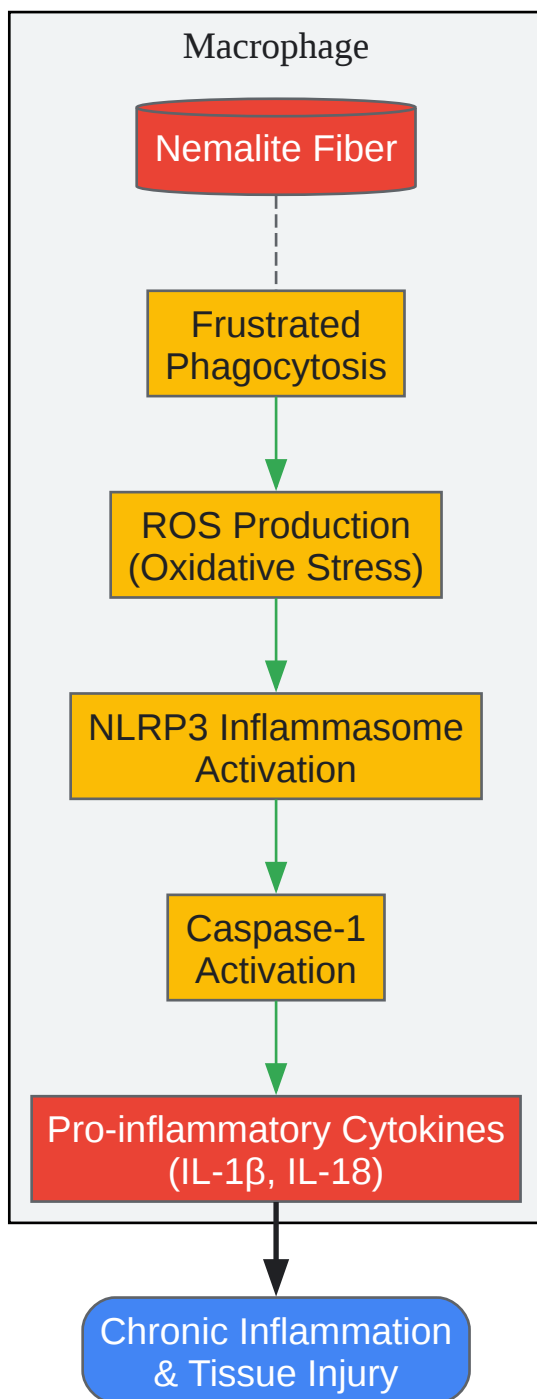 Macrophage
Nemalite Fiber
Frustrated
Phagocytosis
ROS Production
(Oxidative Stress)
NLRP3 Inflammasome
Activation
Caspase-1
Activation
Pro-inflammatory Cytokines
(IL-1β, IL-18)
Chronic Inflammation
& Tissue Injury